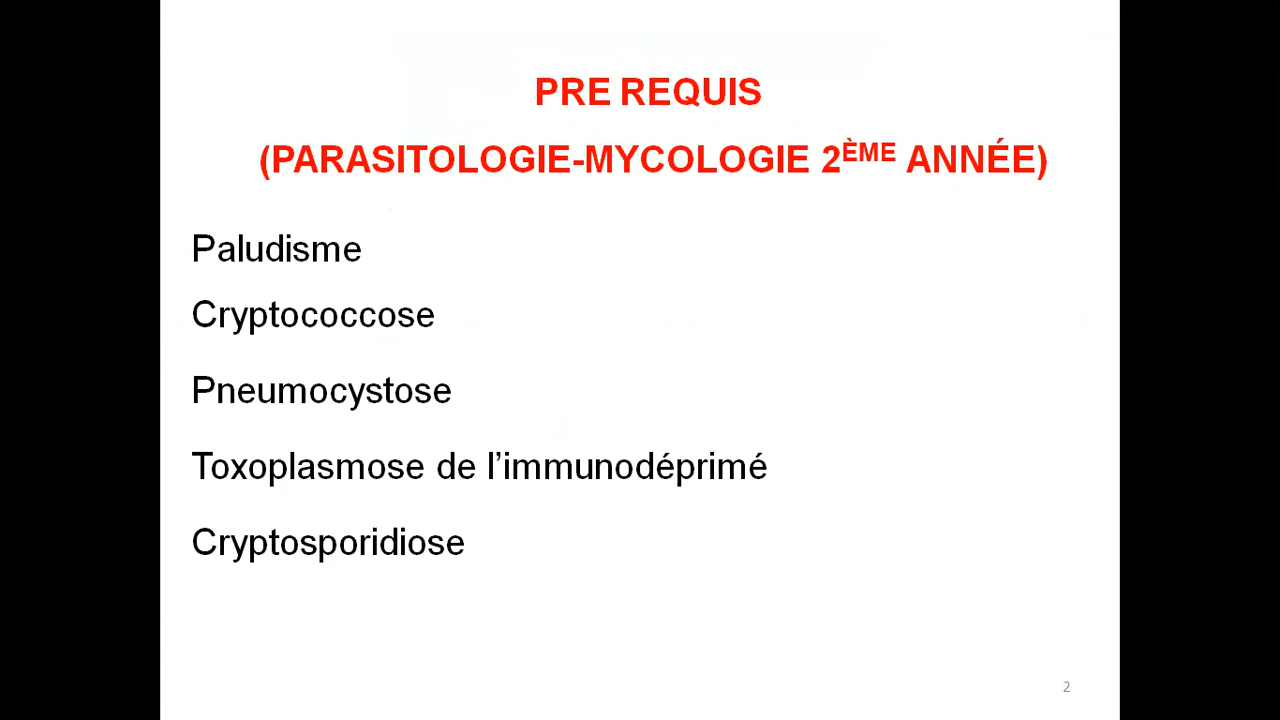 PRE REQUIS
(PARASITOLOGIE-MYCOLOGIE 2ÈME ANNÉE)
Paludisme
Cryptococcose
Pneumocystose
Toxoplasmose de l’immunodéprimé
Cryptosporidiose
2